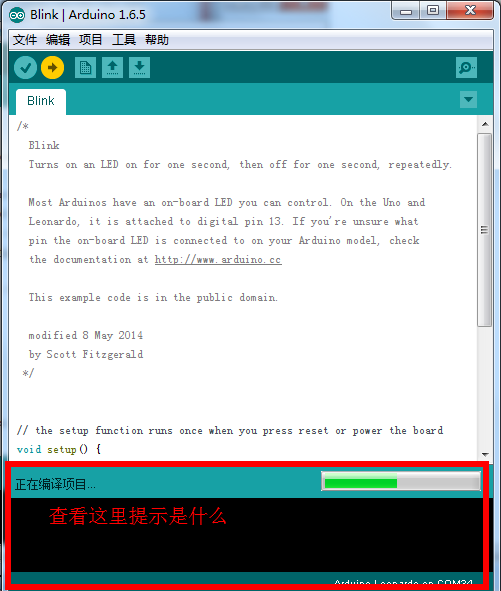 Blink | Arduino 1.6.5
文件 编辑 项目 工具 帮助
Blink
/*
Blink
Turns on an LED on for one second, then off for one second, repeatedly.
Most Arduinos have an on-board LED you can control. On the Uno and
Leonardo, it is attached to digital pin 13. If you're unsure what
pin the on-board LED is connected to on your Arduino model, check
the documentation at http://www.arduino.cc
This example code is in the public domain.
modified 8 May 2014
by Scott Fitzgerald
*/
// the setup function runs once when you press reset or power the board
void setup() {
正在编译项目...
查看这里提示是什么
Arduino Leonardo on COM34